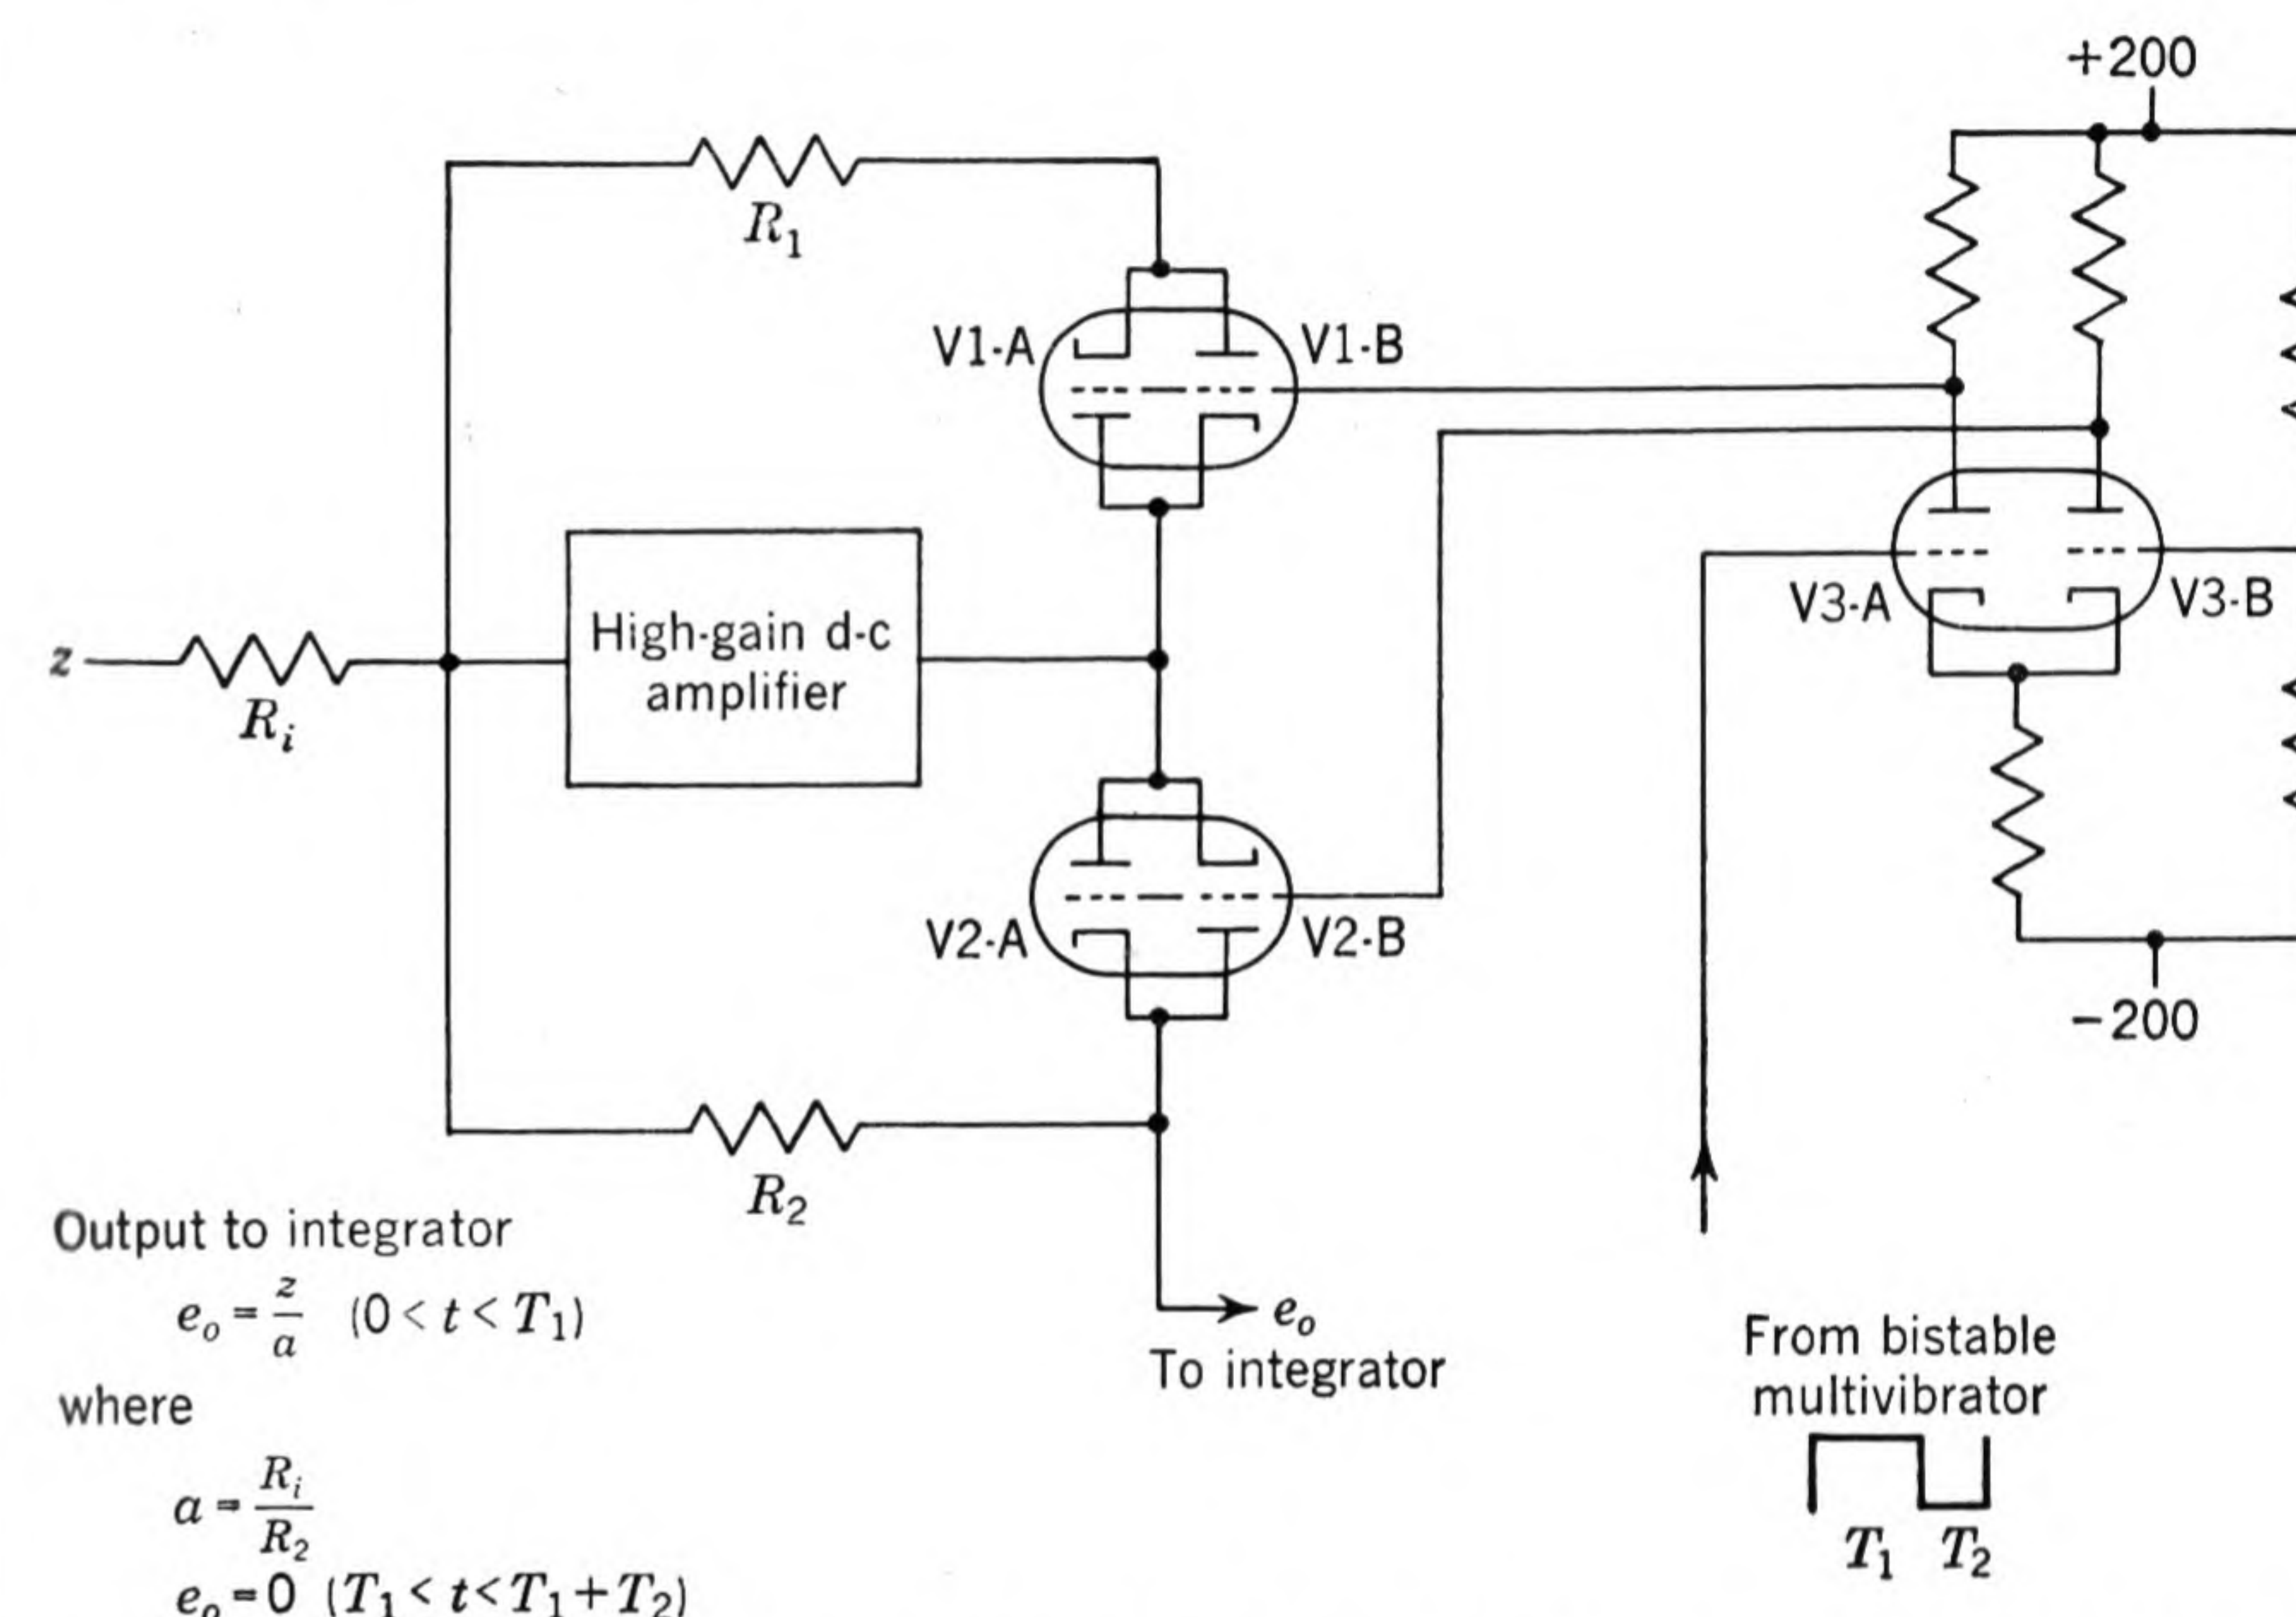 +200
R₁
V1-A
V1-B
High-gain d-c
amplifier
V3-A
V3-B
z
Rᵢ
V2-A
V2-B
−200
R₂
Output to integrator
eₒ = z/a (0 < t < T₁)
where
a = Rᵢ/R₂
eₒ = 0 (T₁ < t < T₁ + T₂)
eₒ
To integrator
From bistable
multivibrator
T₁ T₂